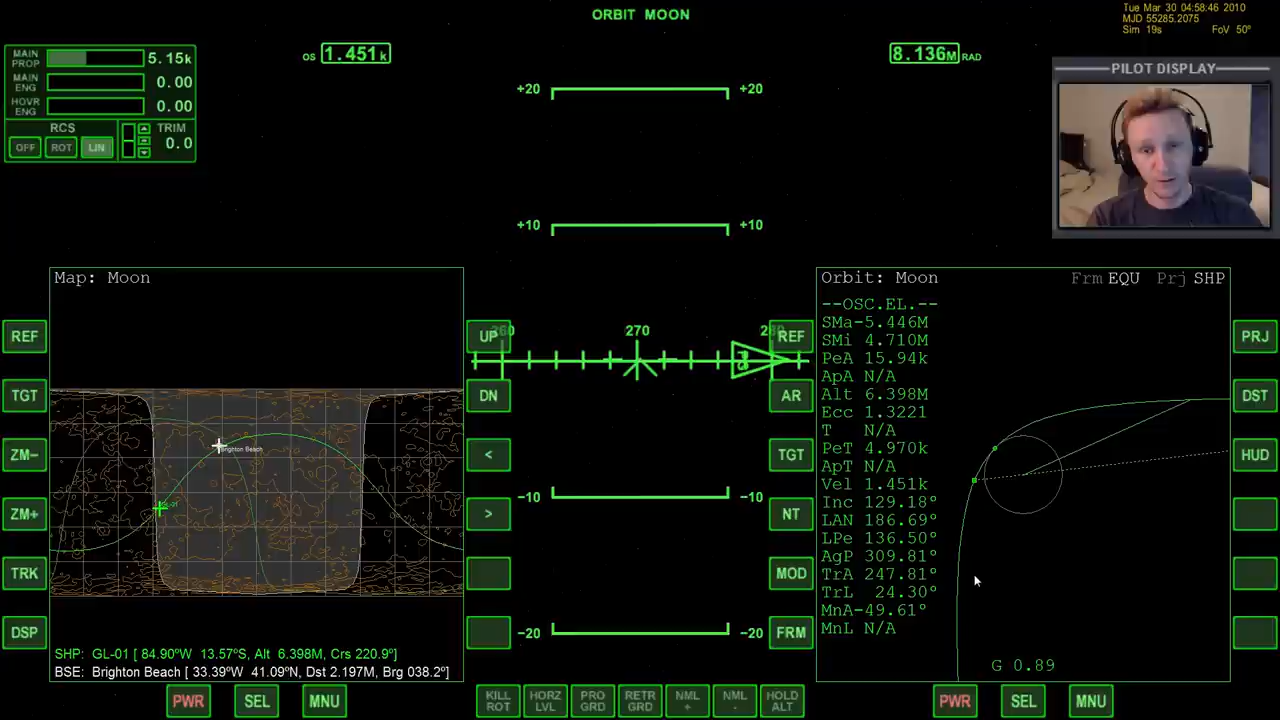 ORBIT MOON
Tue Mar 30 04:58:46 2010
MJD 55285.2075
Sim 19s FoV 50°
MAIN PROP 5.15k
MAIN ENG 0.00
HOVR ENG 0.00
RCS TRIM
OFF ROT LIN 0.0
OS 1.451k
8.136M RAD
PILOT DISPLAY
+20 +20
+10 +10
270
-10 -10
-20 -20
Map: Moon
Brighton Beach
GL-01
SHP: GL-01 [ 84.90°W 13.57°S, Alt 6.398M, Crs 220.9°]
BSE: Brighton Beach [ 33.39°W 41.09°N, Dst 2.197M, Brg 038.2°]
REF
TGT
ZM-
ZM+
TRK
DSP
UP
DN
<
>
PWR SEL MNU
KILL ROT
HORZ LVL
PRO GRD
RETR GRD
NML +
NML -
HOLD ALT
REF
AR
TGT
NT
MOD
FRM
Orbit: Moon Frm EQU Prj SHP
--OSC.EL.--
SMa-5.446M
SMi 4.710M
PeA 15.94k
ApA N/A
Alt 6.398M
Ecc 1.3221
T N/A
PeT 4.970k
ApT N/A
Vel 1.451k
Inc 129.18°
LAN 186.69°
LPe 136.50°
AgP 309.81°
TrA 247.81°
TrL 24.30°
MnA-49.61°
MnL N/A
G 0.89
PRJ
DST
HUD
PWR SEL MNU